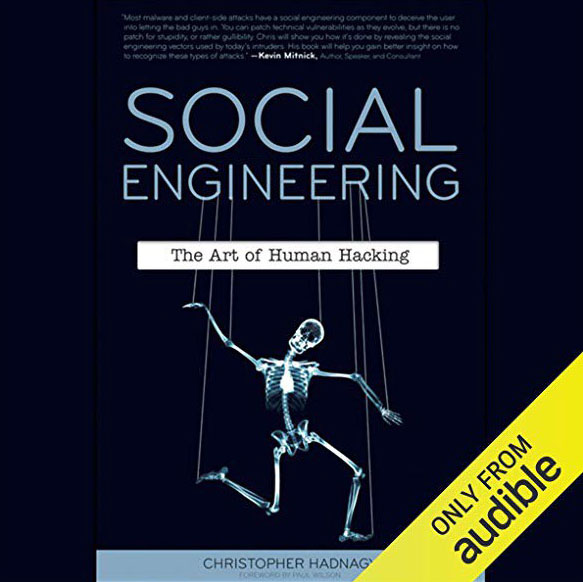 "Most malware and client-side attacks have a social engineering component to deceive the user
into letting the bad guys in. You can patch technical vulnerabilities as they evolve, but there is no
patch for stupidity, or rather gullibility. Chris will show you how it's done by revealing the social
engineering vectors used by today's intruders. His book will help you gain better insight on how
to recognize these types of attacks." —Kevin Mitnick, Author, Speaker, and Consultant
SOCIAL
ENGINEERING
The Art of Human Hacking
ONLY FROM
audible
CHRISTOPHER HADNAGY
FOREWORD BY PAUL WILSON